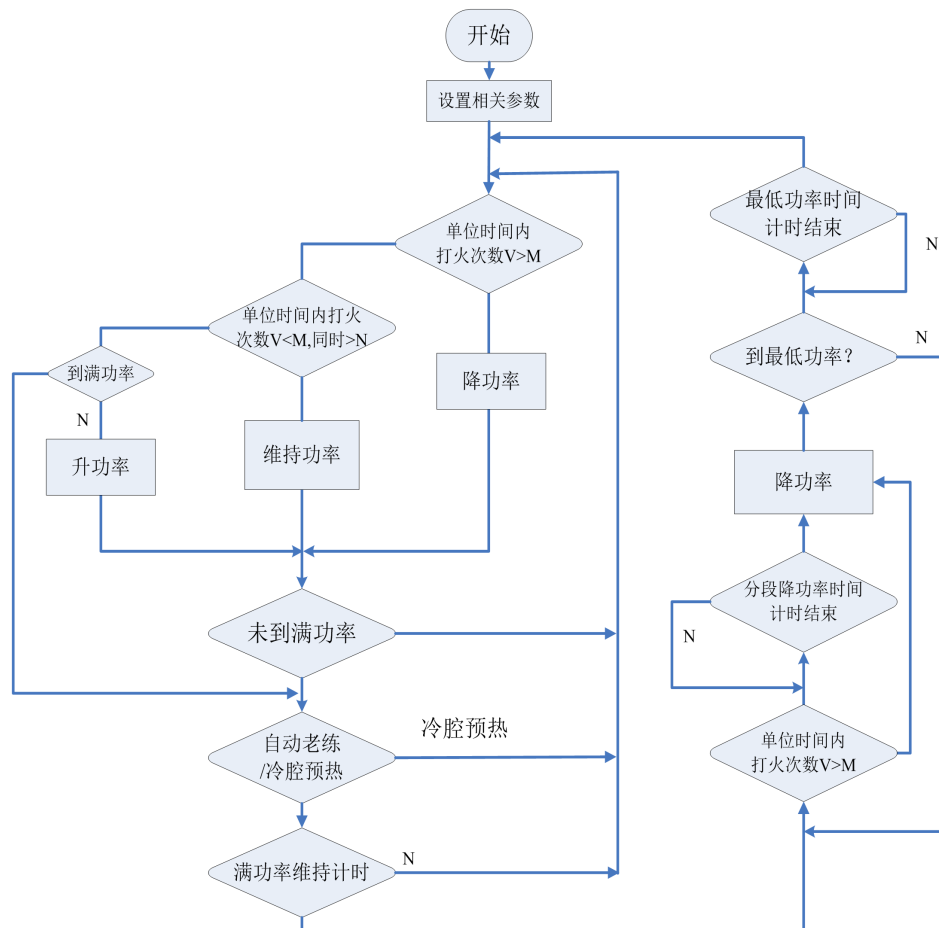 开始
设置相关参数
单位时间内
打火次数V>M
单位时间内打火
次数V<M,同时>N
到满功率
N
升功率
维持功率
降功率
未到满功率
自动老练
/冷腔预热
冷腔预热
满功率维持计时
N
最低功率时间
计时结束
N
到最低功率?
N
降功率
分段降功率时间
计时结束
N
单位时间内
打火次数V>M